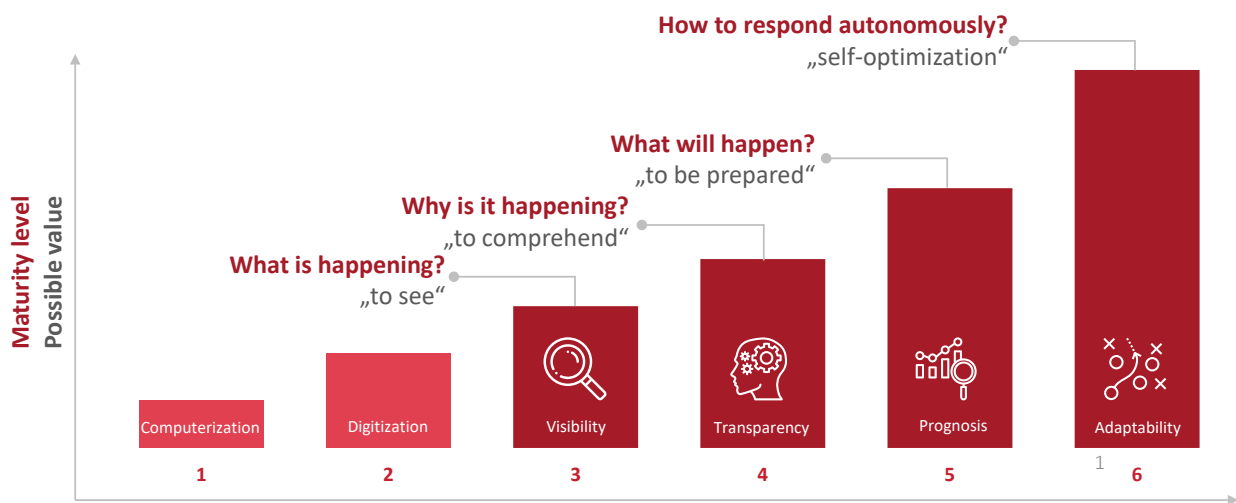 How to respond autonomously?
„self-optimization“
What will happen?
„to be prepared“
Why is it happening?
„to comprehend“
What is happening?
„to see“
Maturity level
Possible value
Computerization
Digitization
Visibility
Transparency
Prognosis
Adaptability
1
2
3
4
5
1
6